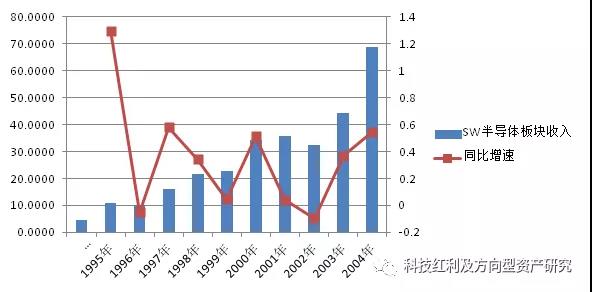 80.0000
70.0000
60.0000
50.0000
40.0000
30.0000
20.0000
10.0000
0.0000
1.4
1.2
1
0.8
0.6
0.4
0.2
0
-0.2
...
1995年
1996年
1997年
1998年
1999年
2000年
2001年
2002年
2003年
2004年
SW半导体板块收入
同比增速
科技红利及方向型资产研究